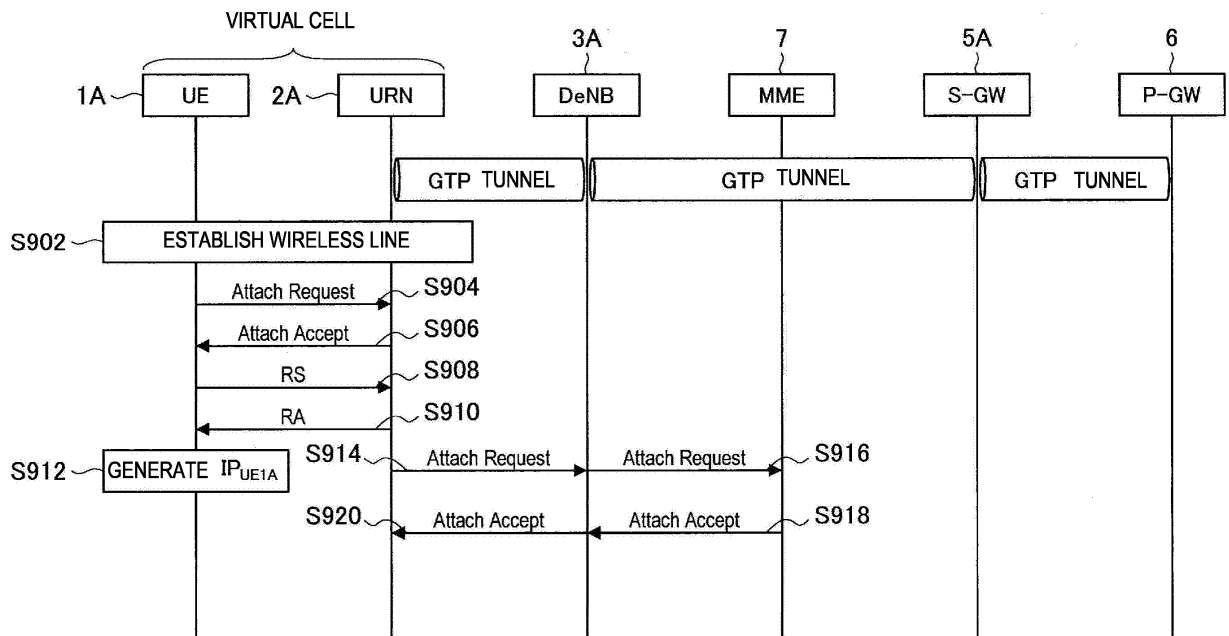 VIRTUAL CELL
3A 7 5A 6
1A UE 2A URN DeNB MME S-GW P-GW
GTP TUNNEL GTP TUNNEL GTP TUNNEL
S902 ESTABLISH WIRELESS LINE
Attach Request S904
Attach Accept S906
RS S908
RA S910
S912 GENERATE IPUE1A S914 Attach Request Attach Request S916
S920 Attach Accept Attach Accept S918